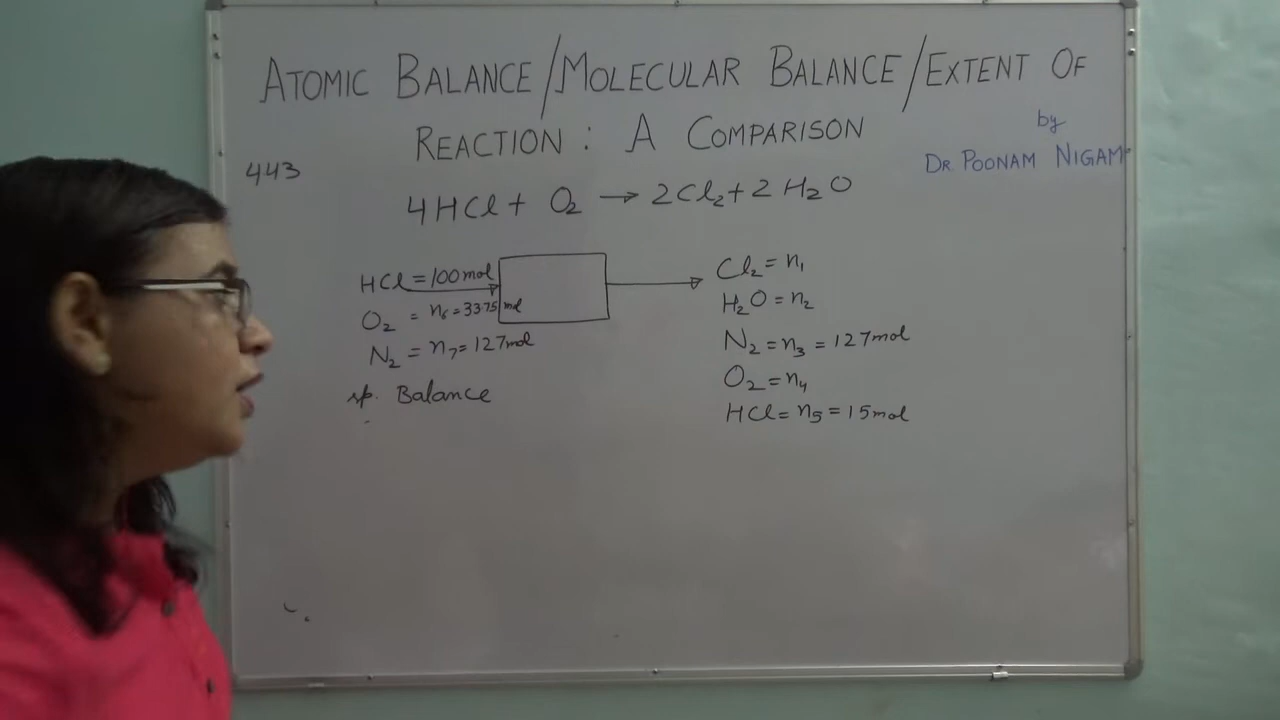 ATOMIC BALANCE/MOLECULAR BALANCE/EXTENT OF
REACTION : A COMPARISON
by
DR. POONAM NIGAM
443
4HCl + O₂ → 2Cl₂ + 2H₂O
HCl = 100 mol
O₂ = n₆ = 33.75 mol
N₂ = n₇ = 127 mol
sp. Balance
Cl₂ = n₁
H₂O = n₂
N₂ = n₃ = 127 mol
O₂ = n₄
HCl = n₅ = 15 mol